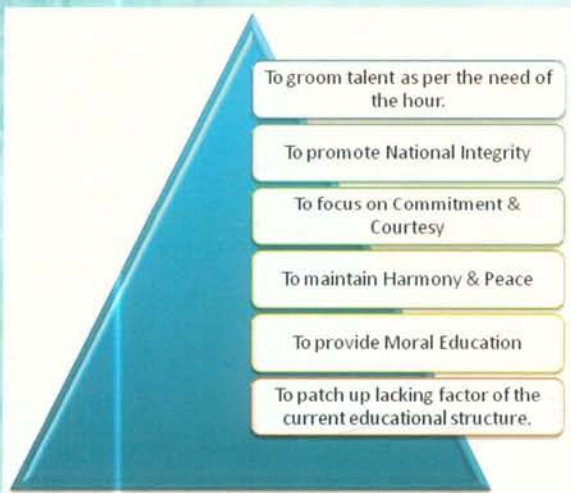 To groom talent as per the need of
the hour.
To promote National Integrity
To focus on Commitment &
Courtesy
To maintain Harmony & Peace
To provide Moral Education
To patch up lacking factor of the
current educational structure.